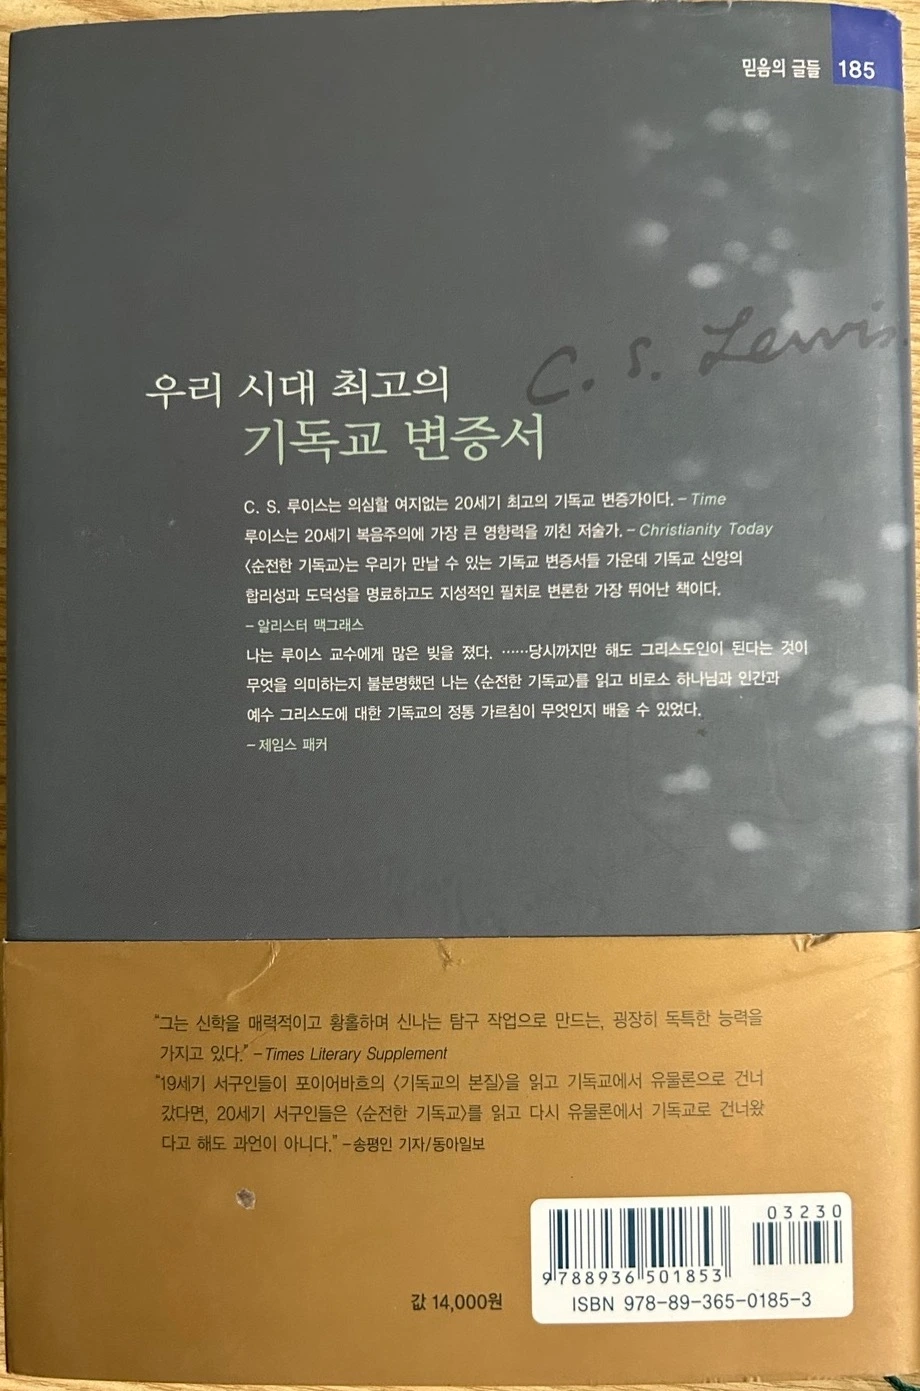 믿음의 글들 185
C. S. Lewis
우리 시대 최고의
기독교 변증서
C. S. 루이스는 의심할 여지없는 20세기 최고의 기독교 변증가이다. – Time
루이스는 20세기 복음주의에 가장 큰 영향력을 끼친 저술가. – Christianity Today
〈순전한 기독교〉는 우리가 만날 수 있는 기독교 변증서들 가운데 기독교 신앙의
합리성과 도덕성을 명료하고도 지성적인 필치로 변론한 가장 뛰어난 책이다.
– 알리스터 맥그래스
나는 루이스 교수에게 많은 빚을 졌다. ……당시까지만 해도 그리스도인이 된다는 것이
무엇을 의미하는지 불분명했던 나는 〈순전한 기독교〉를 읽고 비로소 하나님과 인간과
예수 그리스도에 대한 기독교의 정통 가르침이 무엇인지 배울 수 있었다.
– 제임스 패커
“그는 신학을 매력적이고 황홀하며 신나는 탐구 작업으로 만드는, 굉장히 독특한 능력을
가지고 있다.” – Times Literary Supplement
“19세기 서구인들이 포이어바흐의 〈기독교의 본질〉을 읽고 기독교에서 유물론으로 건너
갔다면, 20세기 서구인들은 〈순전한 기독교〉를 읽고 다시 유물론에서 기독교로 건너왔
다고 해도 과언이 아니다.” – 송평인 기자/동아일보
03230
9 788936 501853
ISBN 978-89-365-0185-3
값 14,000원